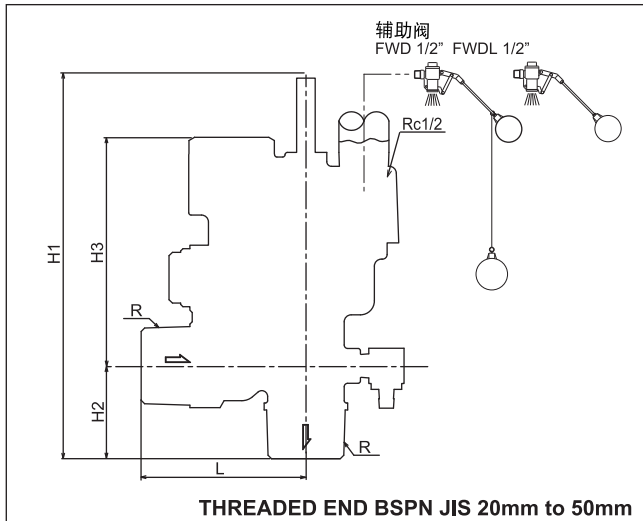 辅助阀
FWD 1/2” FWDL 1/2”
Rc1/2
H1
H3
R
H2
L
R
THREADED END BSPN JIS 20mm to 50mm